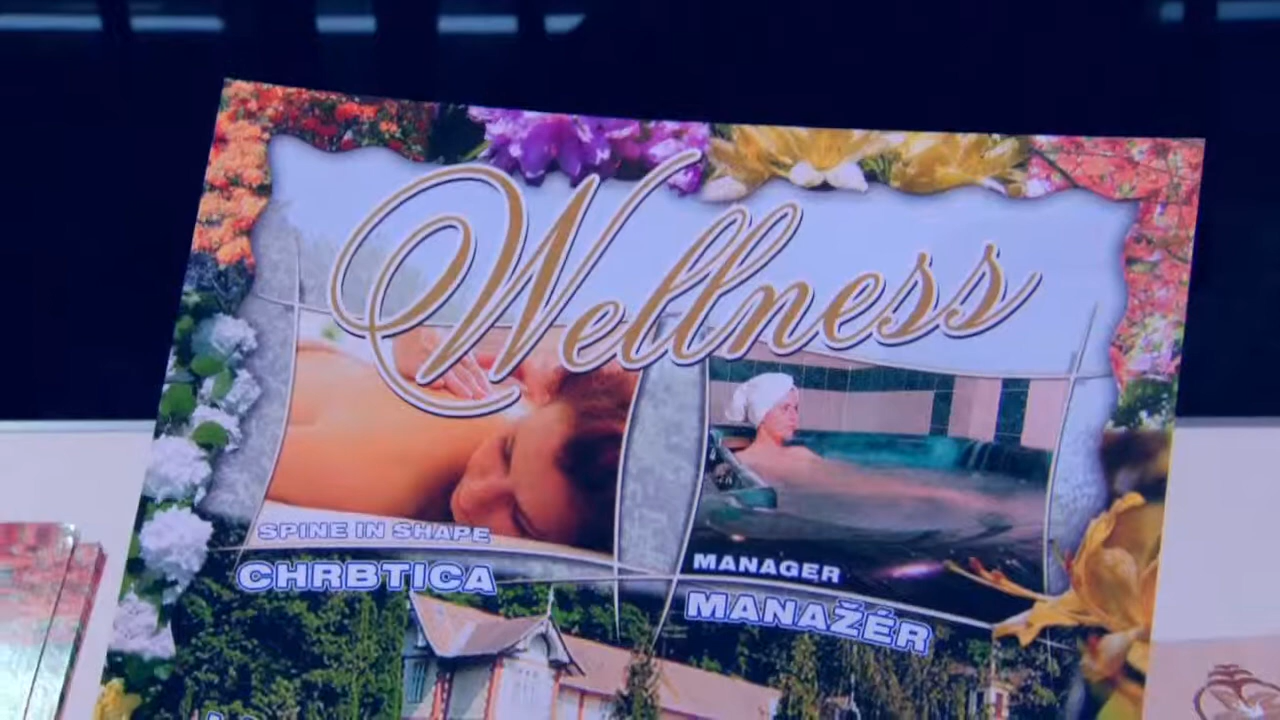 Wellness
SPINE IN SHAPE
CHRBTICA
MANAGER
MANAŽÉR